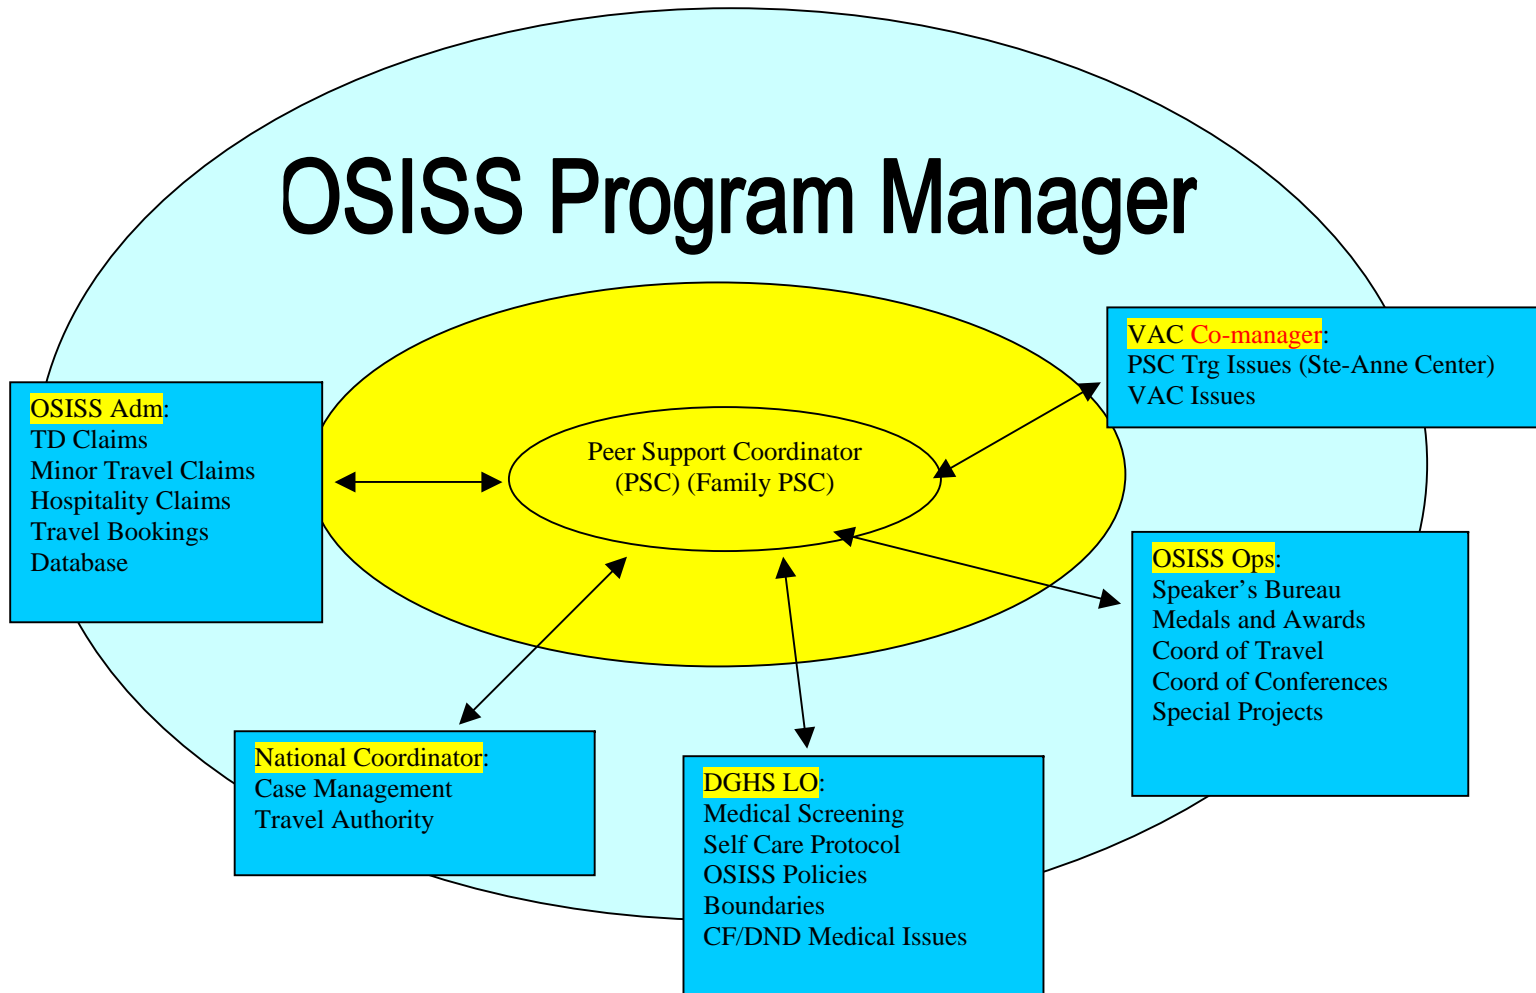 OSISS Program Manager
VAC Co-manager:
PSC Trg Issues (Ste-Anne Center)
VAC Issues
OSISS Adm:
TD Claims
Minor Travel Claims
Hospitality Claims
Travel Bookings
Database
Peer Support Coordinator
(PSC) (Family PSC)
OSISS Ops:
Speaker’s Bureau
Medals and Awards
Coord of Travel
Coord of Conferences
Special Projects
National Coordinator:
Case Management
Travel Authority
DGHS LO:
Medical Screening
Self Care Protocol
OSISS Policies
Boundaries
CF/DND Medical Issues